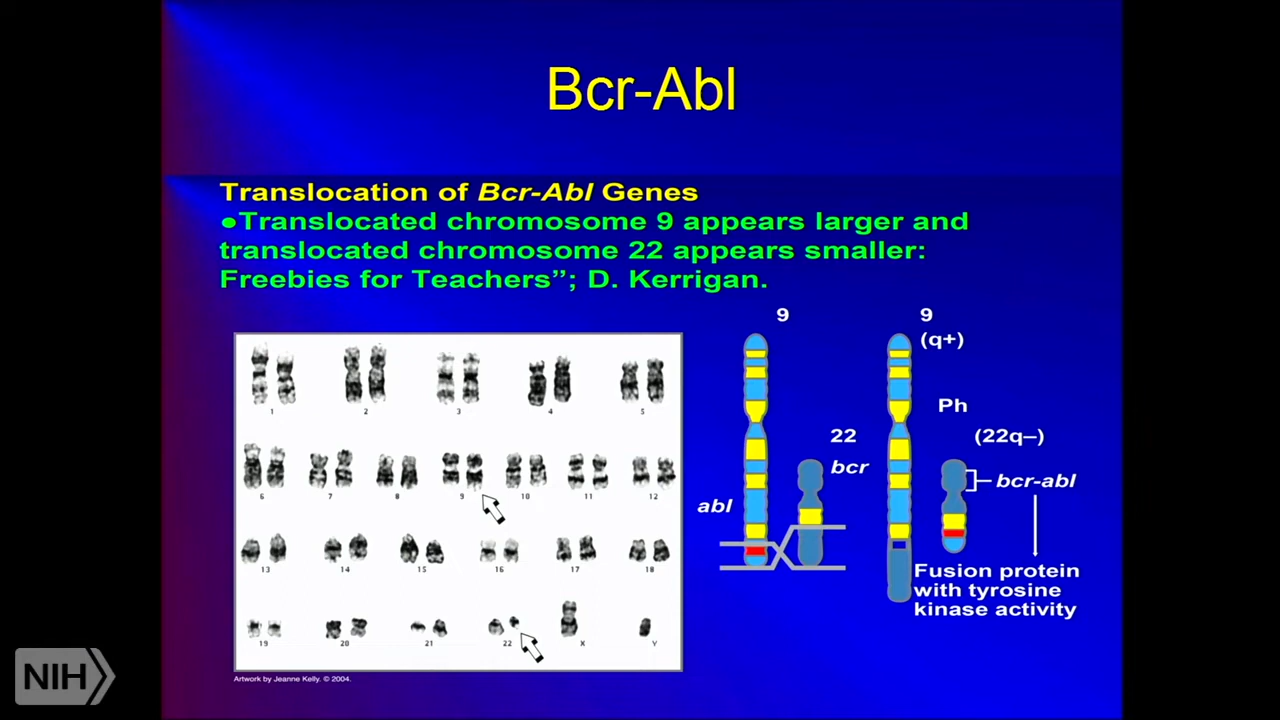 Bcr-Abl
Translocation of Bcr-Abl Genes
●Translocated chromosome 9 appears larger and
translocated chromosome 22 appears smaller:
Freebies for Teachers”; D. Kerrigan.
1 2 3 4 5
6 7 8 9 10 11 12
13 14 15 16 17 18
19 20 21 22 X Y
9
9
(q+)
Ph
22
(22q–)
bcr
bcr-abl
abl
Fusion protein
with tyrosine
kinase activity
NIH
Artwork by Jeanne Kelly. © 2004.